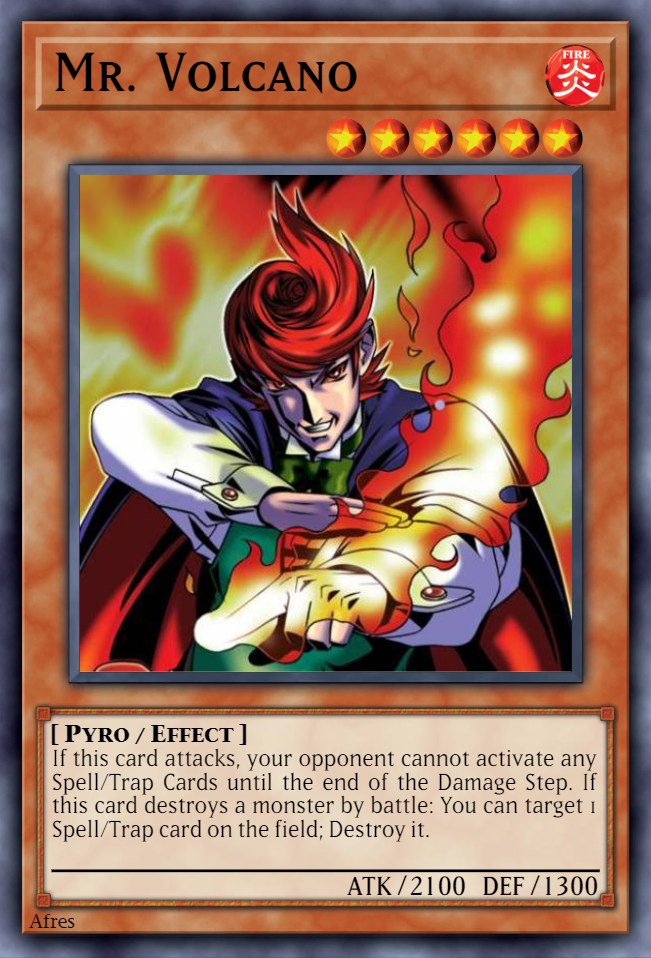 Mr. Volcano
FIRE
炎
[ Pyro / Effect ]
If this card attacks, your opponent cannot activate any
Spell/Trap Cards until the end of the Damage Step. If
this card destroys a monster by battle: You can target 1
Spell/Trap card on the field; Destroy it.
ATK / 2100 DEF / 1300
Afres